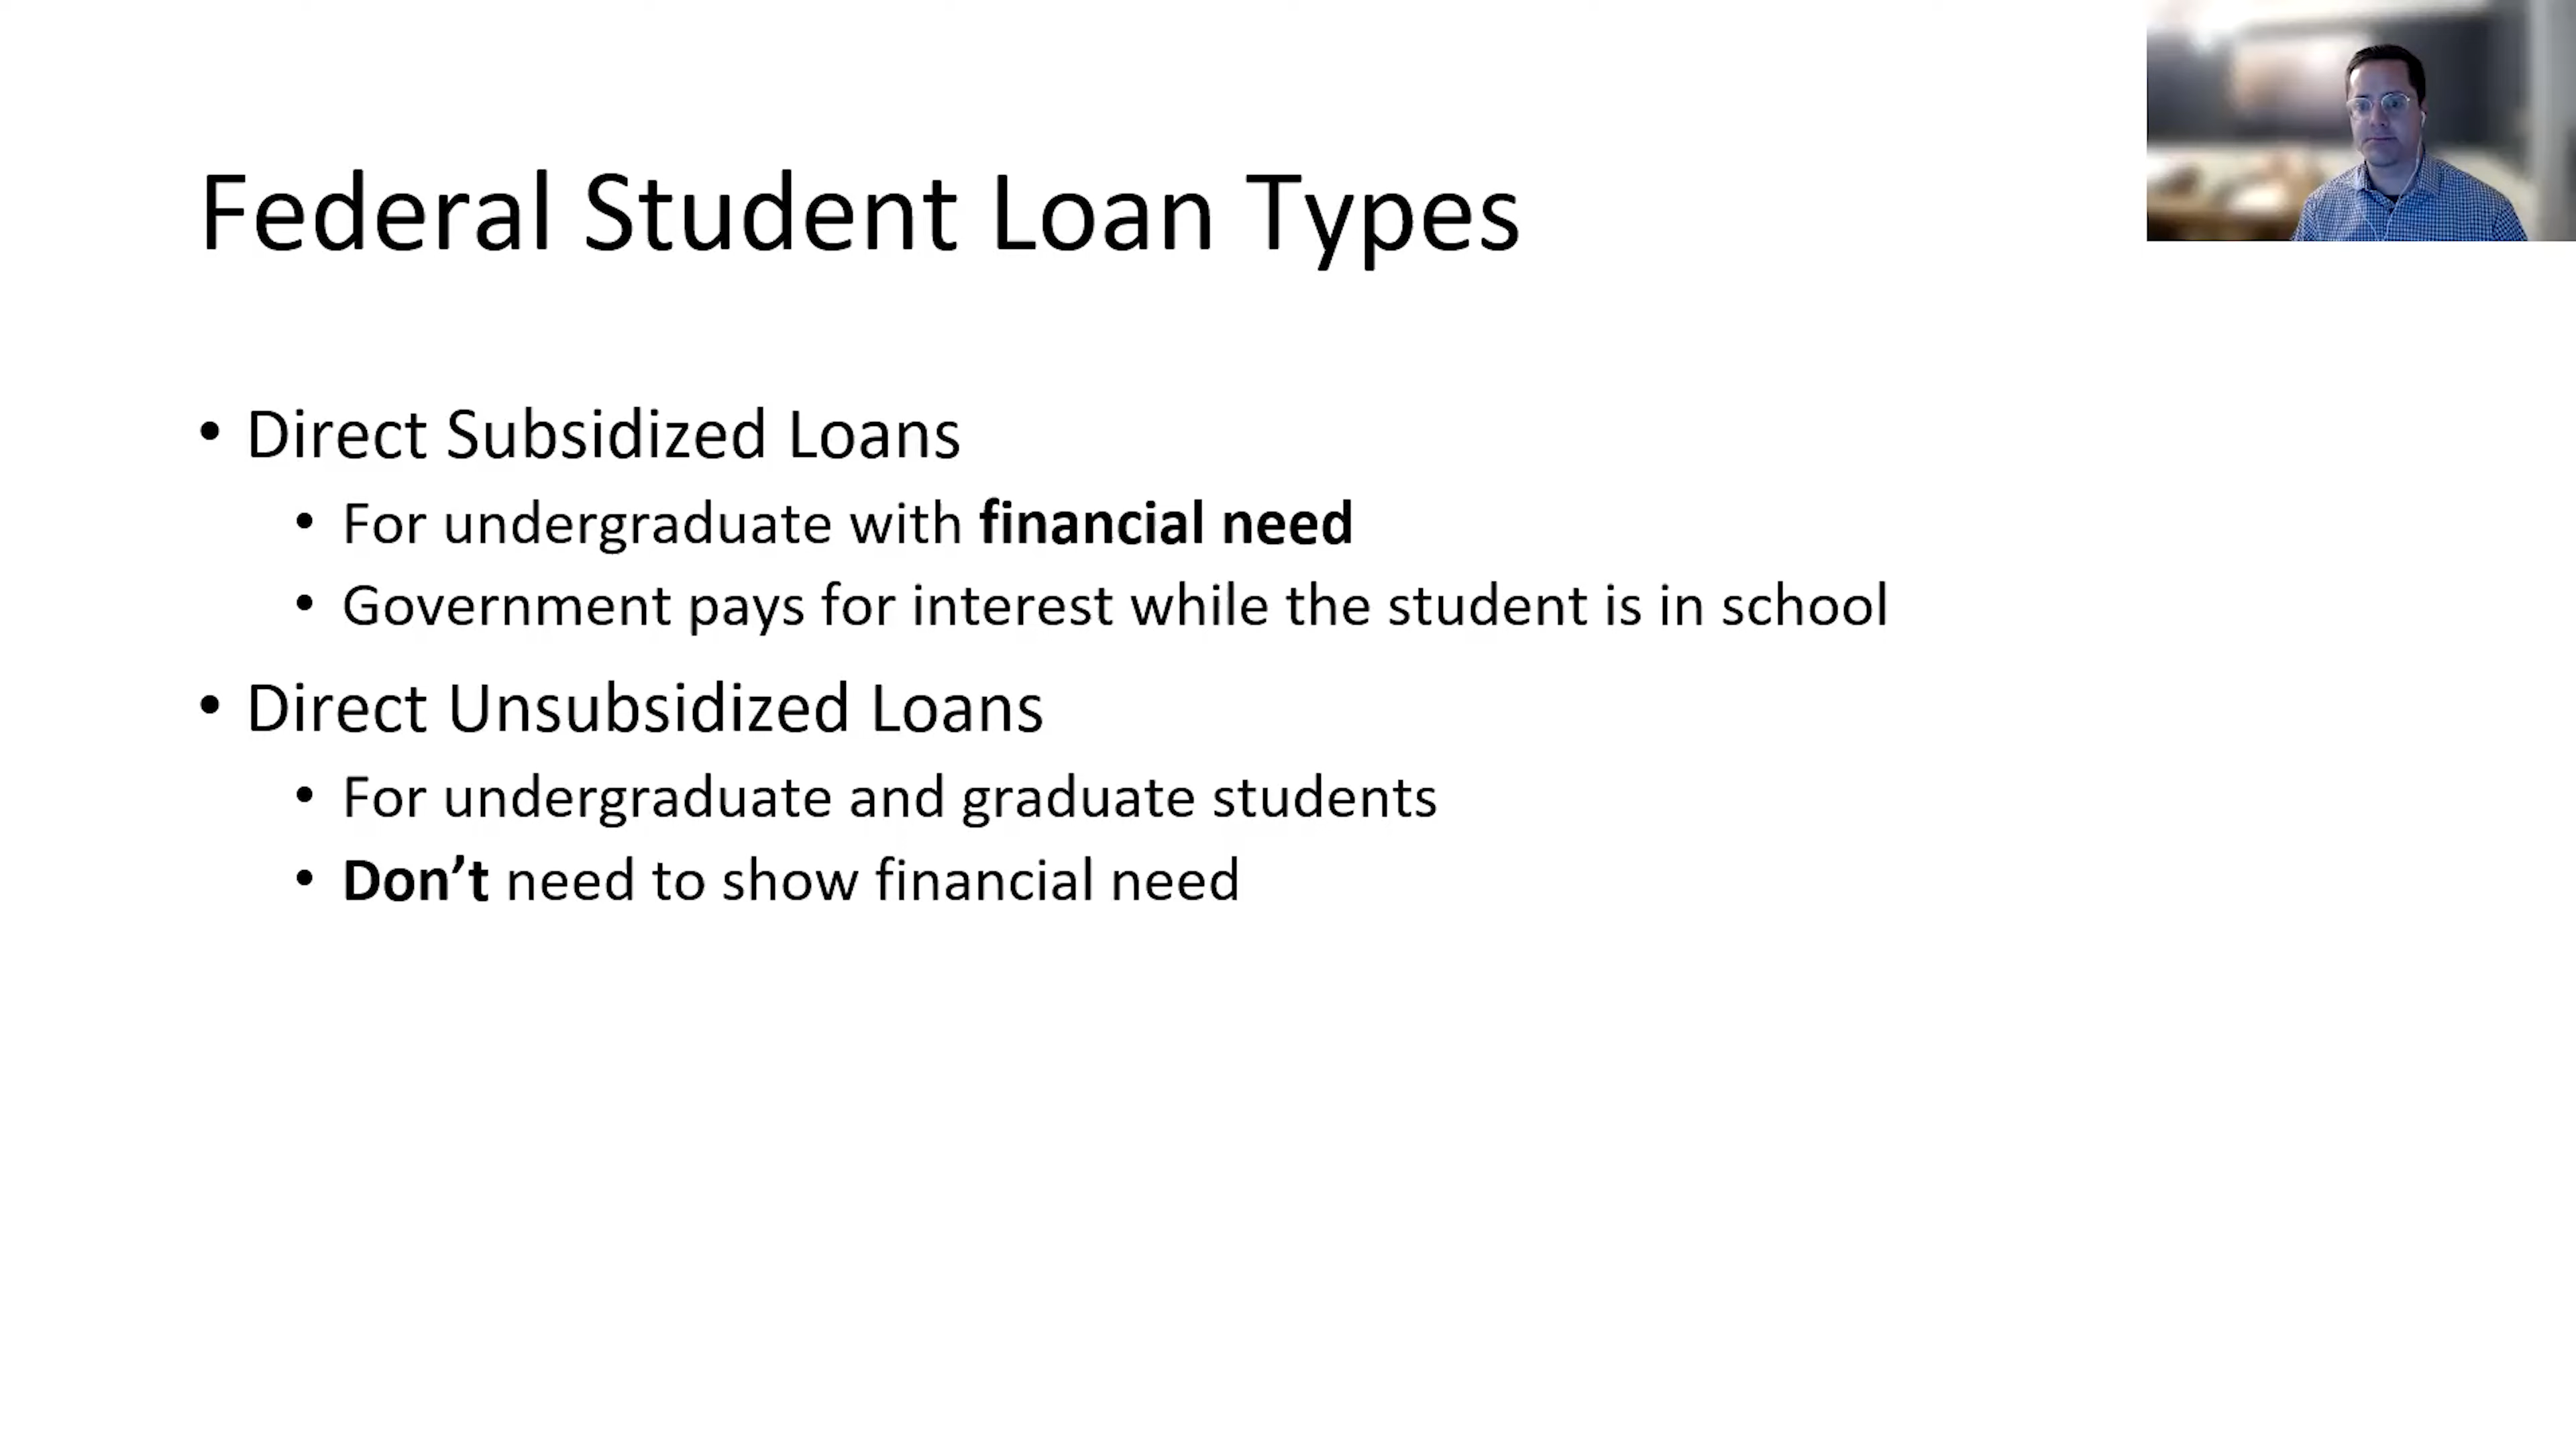 Federal Student Loan Types
• Direct Subsidized Loans
• For undergraduate with financial need
• Government pays for interest while the student is in school
• Direct Unsubsidized Loans
• For undergraduate and graduate students
• Don’t need to show financial need